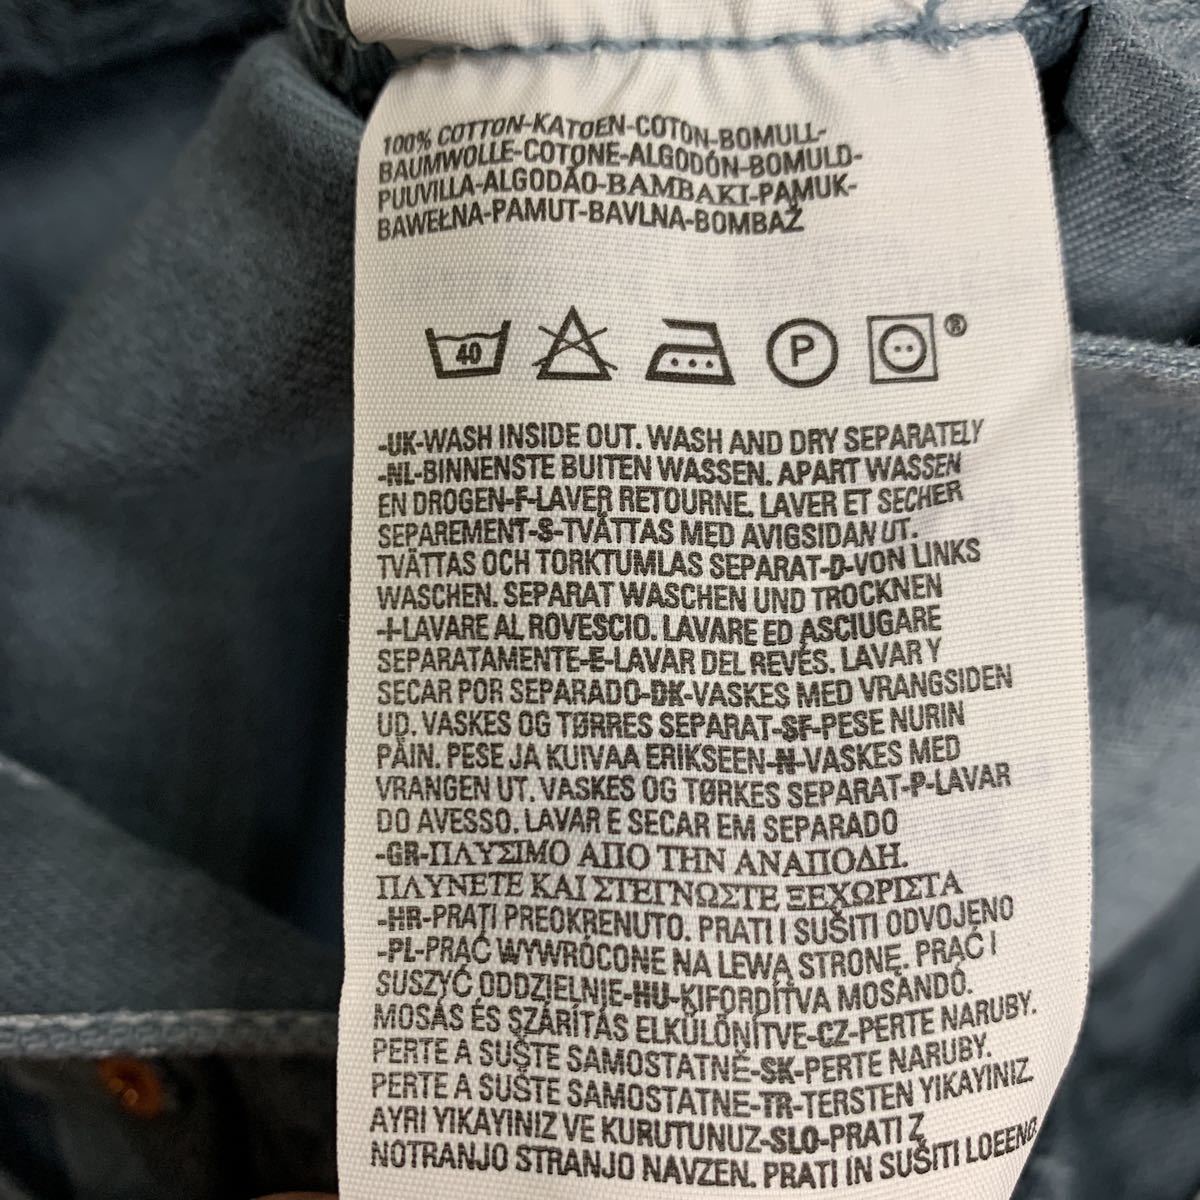 100% COTTON-KATOEN-COTON-BOMULL-
BAUMWOLLE-COTONE-ALGODÓN-BOMULD-
PUUVILLA-ALGODÃO-ΒΑΜΒΑΚΙ-PAMUK-
BAWEŁNA-PAMUT-BAVLNA-BOMBAŽ
40 P ®
-UK-WASH INSIDE OUT. WASH AND DRY SEPARATELY
-NL-BINNENSTE BUITEN WASSEN. APART WASSEN
EN DROGEN-F-LAVER RETOURNE. LAVER ET SECHER
SEPAREMENT-S-TVÄTTAS MED AVIGSIDAN UT.
TVÄTTAS OCH TORKTUMLAS SEPARAT-D-VON LINKS
WASCHEN. SEPARAT WASCHEN UND TROCKNEN
-I-LAVARE AL ROVESCIO. LAVARE ED ASCIUGARE
SEPARATAMENTE-E-LAVAR DEL REVÉS. LAVAR Y
SECAR POR SEPARADO-DK-VASKES MED VRANGSIDEN
UD. VASKES OG TØRRES SEPARAT-SF-PESE NURIN
PÄIN. PESE JA KUIVAA ERIKSEEN-N-VASKES MED
VRANGEN UT. VASKES OG TØRKES SEPARAT-P-LAVAR
DO AVESSO. LAVAR E SECAR EM SEPARADO
-GR-ΠΛΥΣΙΜΟ ΑΠΟ ΤΗΝ ΑΝΑΠΟΔΗ.
ΠΛΥΝΕΤΕ ΚΑΙ ΣΤΕΓΝΩΣΤΕ ΞΕΧΩΡΙΣΤΑ
-HR-PRATI PREOKRENUTO. PRATI I SUŠITI ODVOJENO
-PL-PRAĆ WYWRÓCONE NA LEWĄ STRONĘ. PRAĆ I
SUSZYĆ ODDZIELNIE-HU-KIFORDÍTVA MOSANDÓ.
MOSÁS ÉS SZÁRÍTÁS ELKÜLÖNÍTVE-CZ-PERTE NARUBY.
PERTE A SUŠTE SAMOSTATNĚ-SK-PERTE NARUBY.
PERTE A SUŠTE SAMOSTATNE-TR-TERSTEN YIKAYINIZ.
AYRI YIKAYINIZ VE KURUTUNUZ-SLO-PRATI Z
NOTRANJO STRANJO NAVZEN. PRATI IN SUŠITI LOEENO